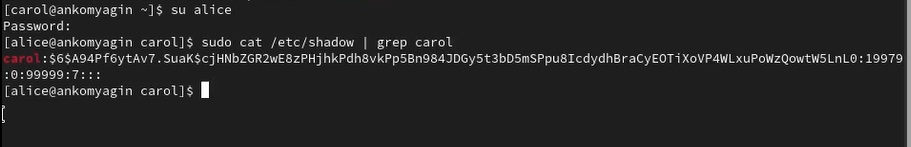 [carol@ankomyagin ~]$ su alice
Password:
[alice@ankomyagin carol]$ sudo cat /etc/shadow | grep carol
carol:$6$A94Pf6ytAv7.SuaK$cjHNbZGR2wE8zPHjhkPdh8vkPp5Bn984JDGy5t3bD5mSPpu8IcdydhBraCyEOTiXoVP4WLxuPoWzQowtW5LnL0:19979
:0:99999:7:::
[alice@ankomyagin carol]$